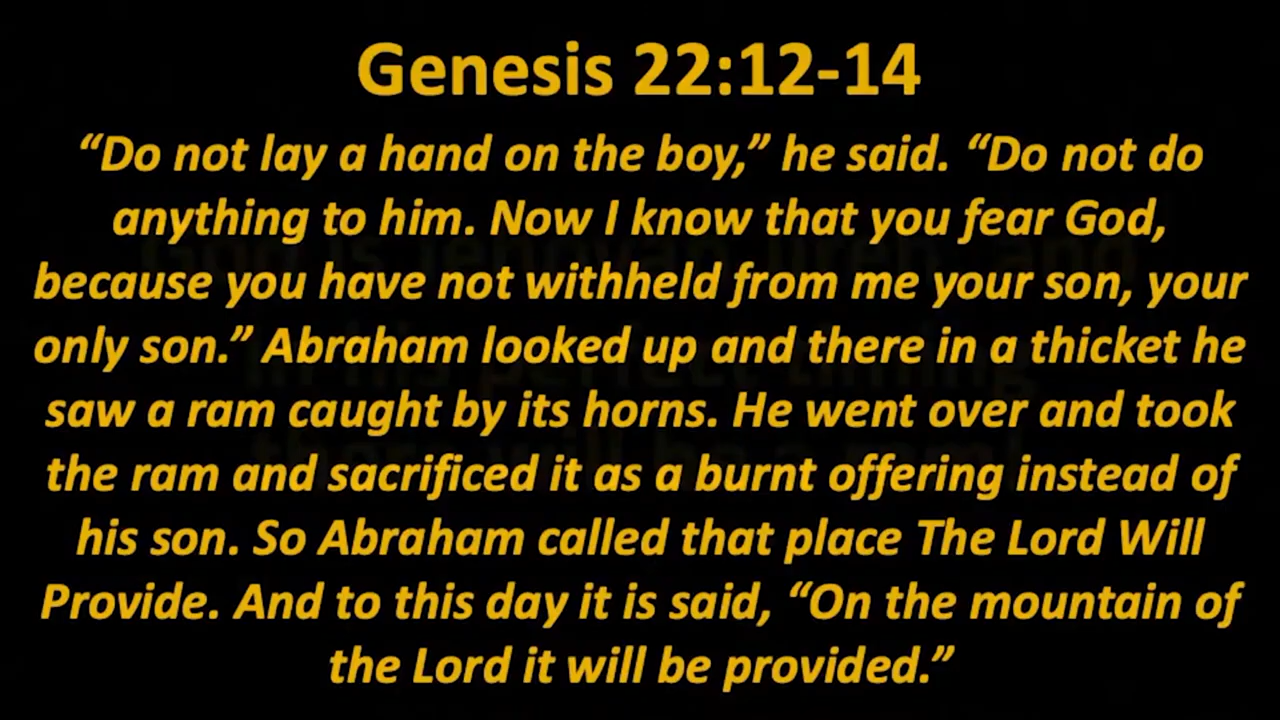 Genesis 22:12-14
“Do not lay a hand on the boy,” he said. “Do not do
anything to him. Now I know that you fear God,
because you have not withheld from me your son, your
only son.” Abraham looked up and there in a thicket he
saw a ram caught by its horns. He went over and took
the ram and sacrificed it as a burnt offering instead of
his son. So Abraham called that place The Lord Will
Provide. And to this day it is said, “On the mountain of
the Lord it will be provided.”